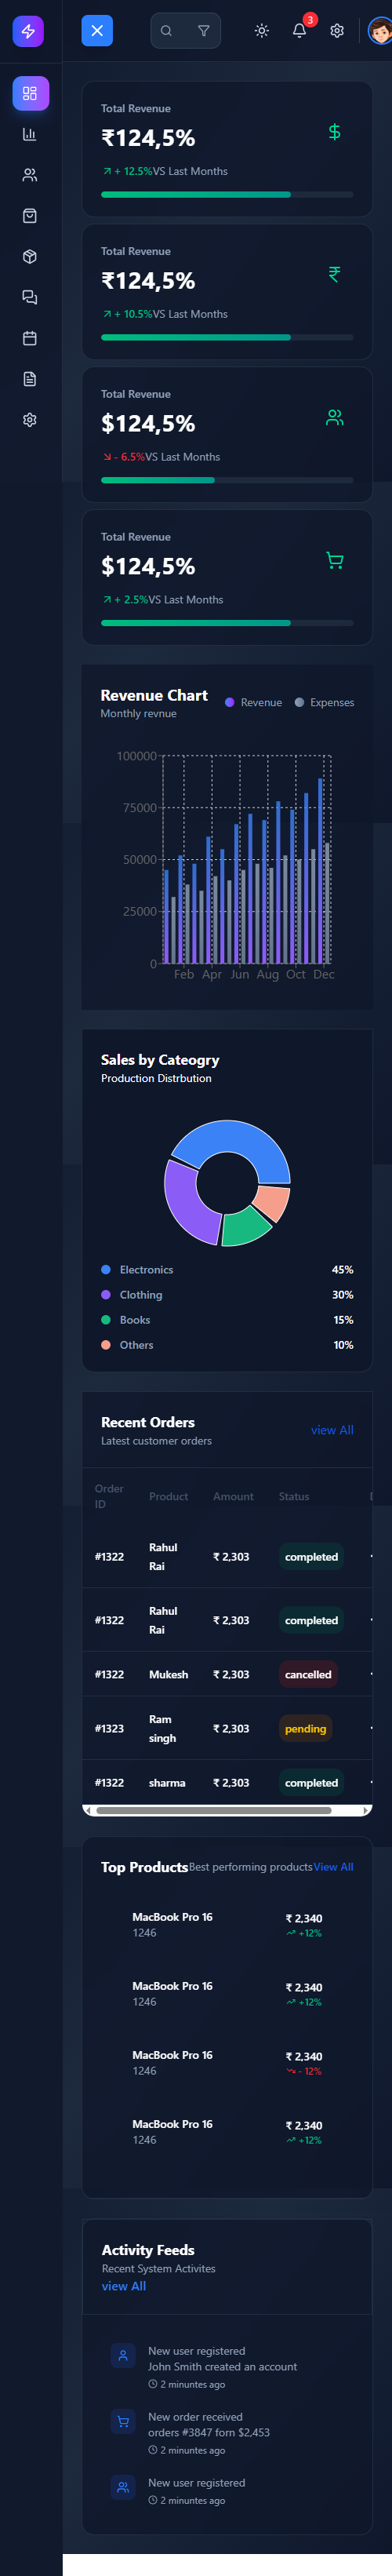 3
Total Revenue
₹124,5%
+ 12.5%VS Last Months
Total Revenue
₹124,5%
+ 10.5%VS Last Months
Total Revenue
$124,5%
- 6.5%VS Last Months
Total Revenue
$124,5%
+ 2.5%VS Last Months
Revenue Chart
Monthly revnue
Revenue Expenses
100000
75000
50000
25000
0
Feb Apr Jun Aug Oct Dec
Sales by Cateogry
Production Distrbution
Electronics 45%
Clothing 30%
Books 15%
Others 10%
Recent Orders
Latest customer orders
view All
Order ID Product Amount Status
#1322 Rahul Rai ₹ 2,303 completed
#1322 Rahul Rai ₹ 2,303 completed
#1322 Mukesh ₹ 2,303 cancelled
#1323 Ram singh ₹ 2,303 pending
#1322 sharma ₹ 2,303 completed
Top Products Best performing products View All
MacBook Pro 16 ₹ 2,340
1246 +12%
MacBook Pro 16 ₹ 2,340
1246 +12%
MacBook Pro 16 ₹ 2,340
1246 - 12%
MacBook Pro 16 ₹ 2,340
1246 +12%
Activity Feeds
Recent System Activites
view All
New user registered
John Smith created an account
2 minuntes ago
New order received
orders #3847 forn $2,453
2 minuntes ago
New user registered
2 minuntes ago